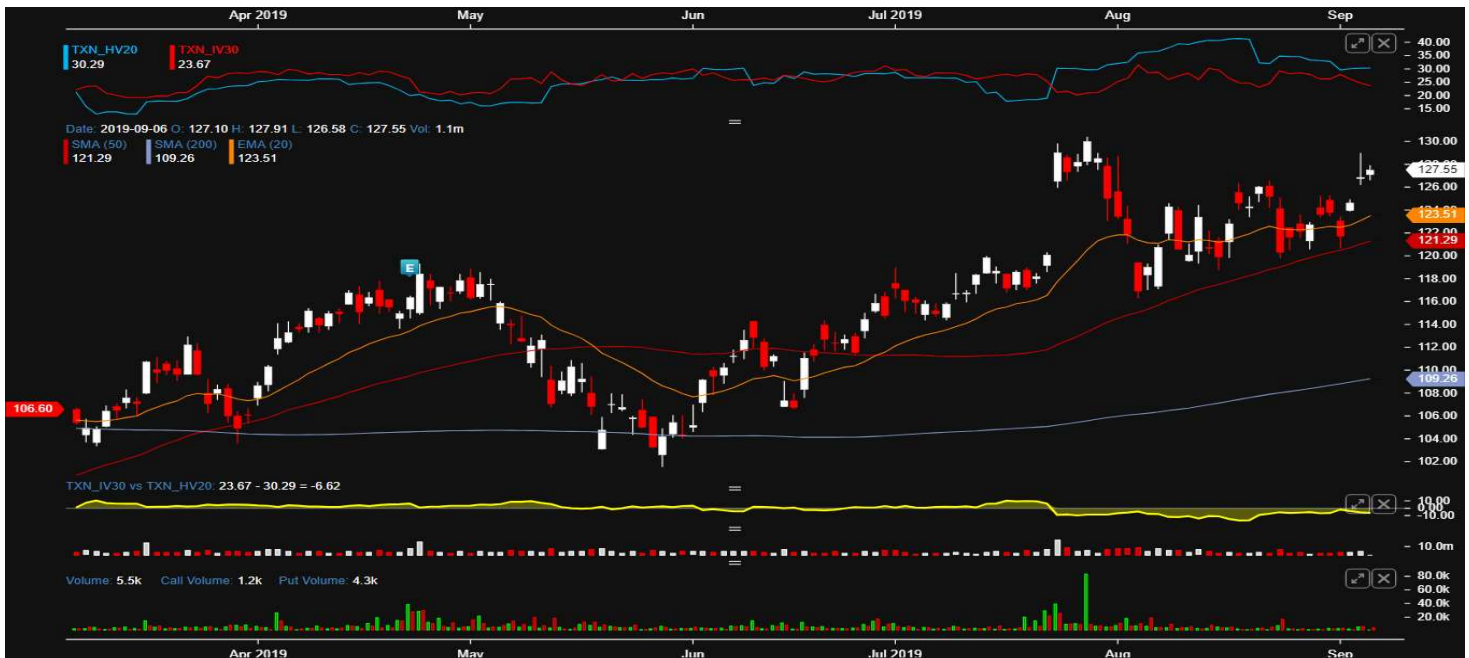 Apr 2019 May Jun Jul 2019 Aug Sep
TXN_HV20 TXN_IV30
30.29 23.67
40.00
35.00
30.00
25.00
20.00
15.00
Date: 2019-09-06 O: 127.10 H: 127.91 L: 126.58 C: 127.55 Vol: 1.1m
SMA (50) SMA (200) EMA (20)
121.29 109.26 123.51
130.00
127.55
126.00
123.51
122.00
121.29
120.00
118.00
116.00
114.00
112.00
110.00
109.26
108.00
106.00
104.00
102.00
E
106.60
TXN_IV30 vs TXN_HV20: 23.67 - 30.29 = -6.62
10.00
0.00
-10.00
10.0m
Volume: 5.5k Call Volume: 1.2k Put Volume: 4.3k
80.0k
60.0k
40.0k
20.0k
Apr 2019 May Jun Jul 2019 Aug Sep